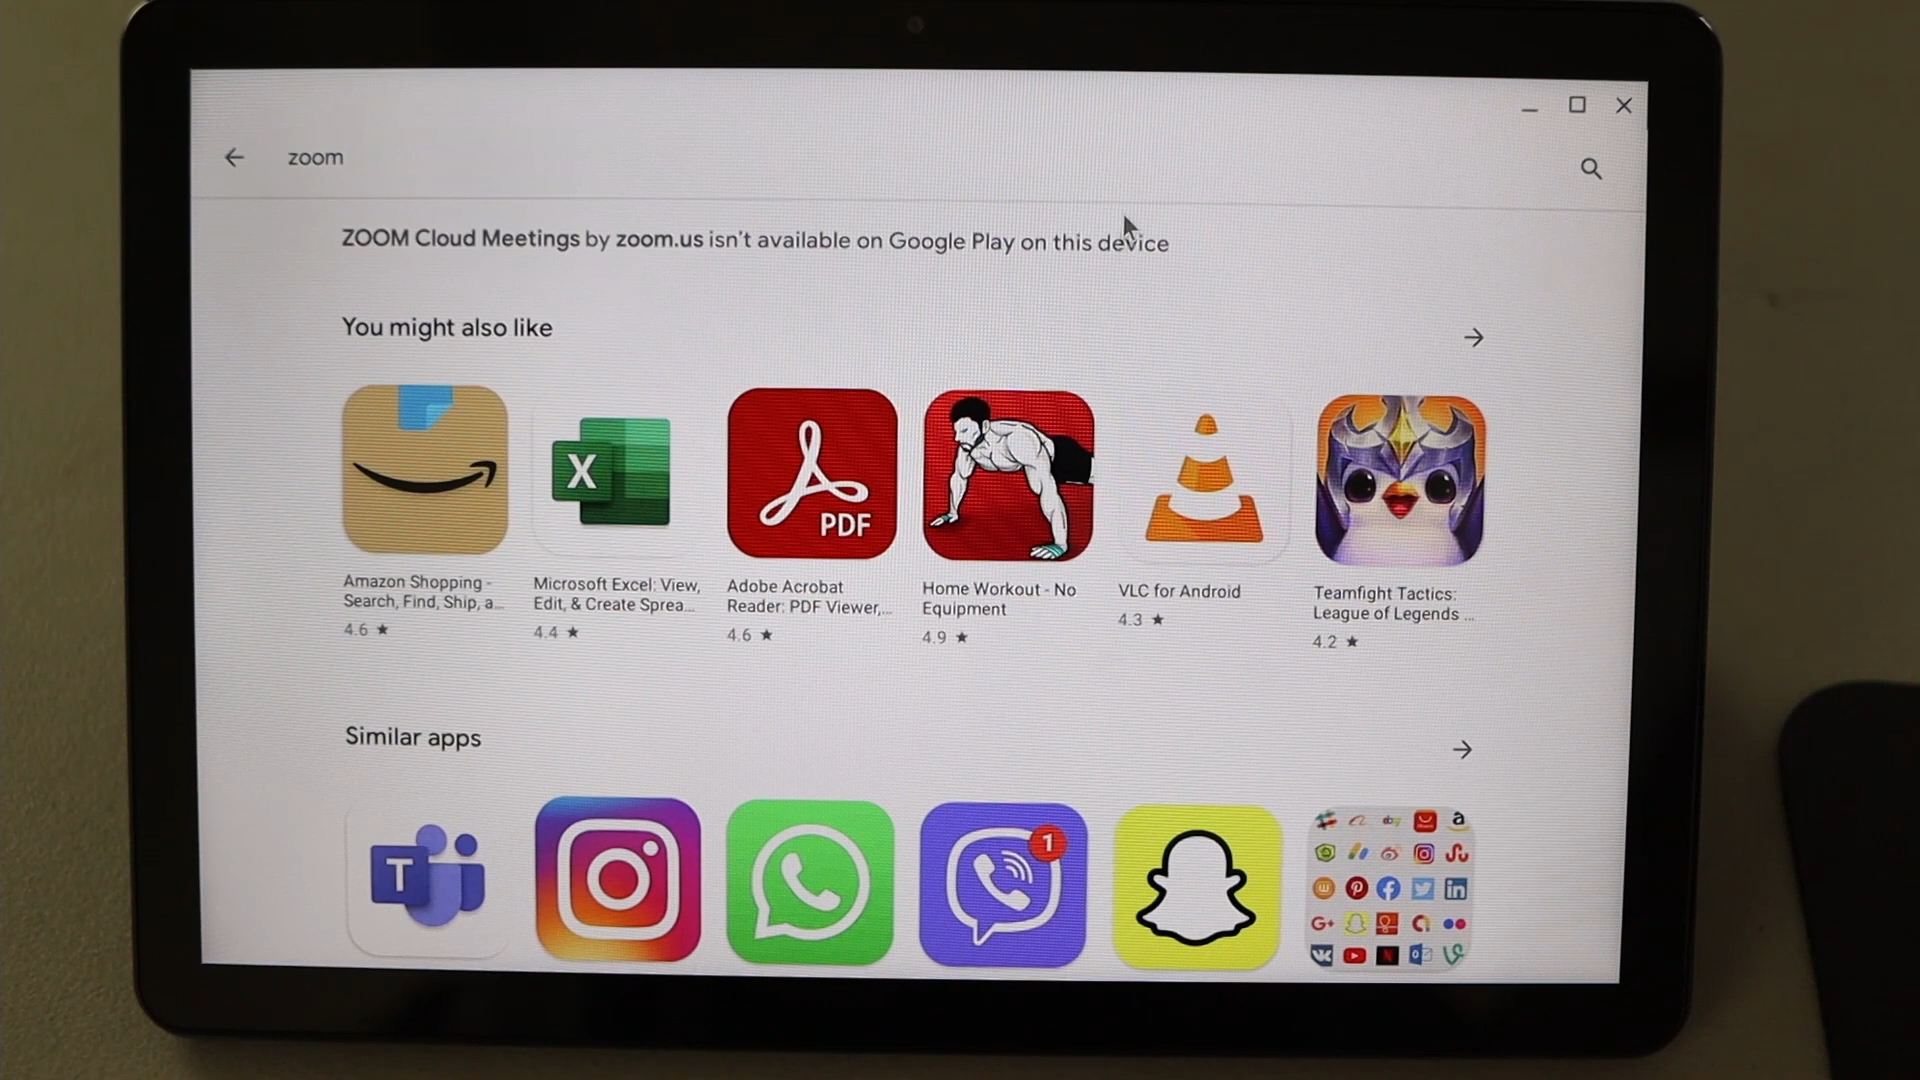 zoom
ZOOM Cloud Meetings by zoom.us isn't available on Google Play on this device
You might also like
X
PDF
Amazon Shopping -
Search, Find, Ship, a...
4.6 ★
Microsoft Excel: View,
Edit, & Create Sprea...
4.4 ★
Adobe Acrobat
Reader: PDF Viewer,...
4.6 ★
Home Workout - No
Equipment
4.9 ★
VLC for Android
4.3 ★
Teamfight Tactics:
League of Legends ...
4.2 ★
Similar apps
T
1
a
ebay
G+
in